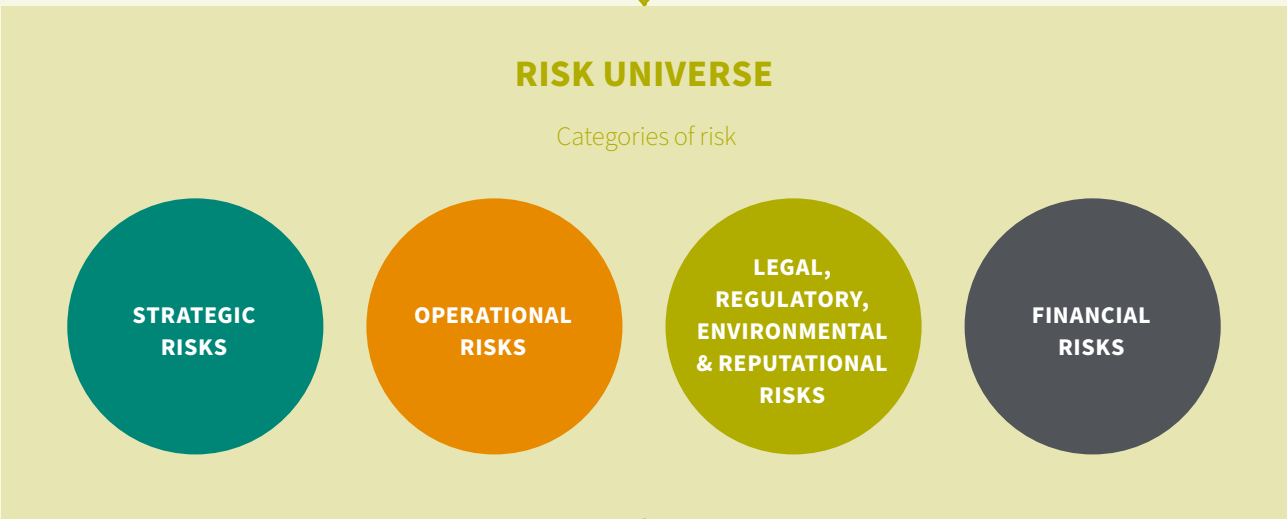 RISK UNIVERSE
Categories of risk
STRATEGIC
RISKS
OPERATIONAL
RISKS
LEGAL,
REGULATORY,
ENVIRONMENTAL
& REPUTATIONAL
RISKS
FINANCIAL
RISKS